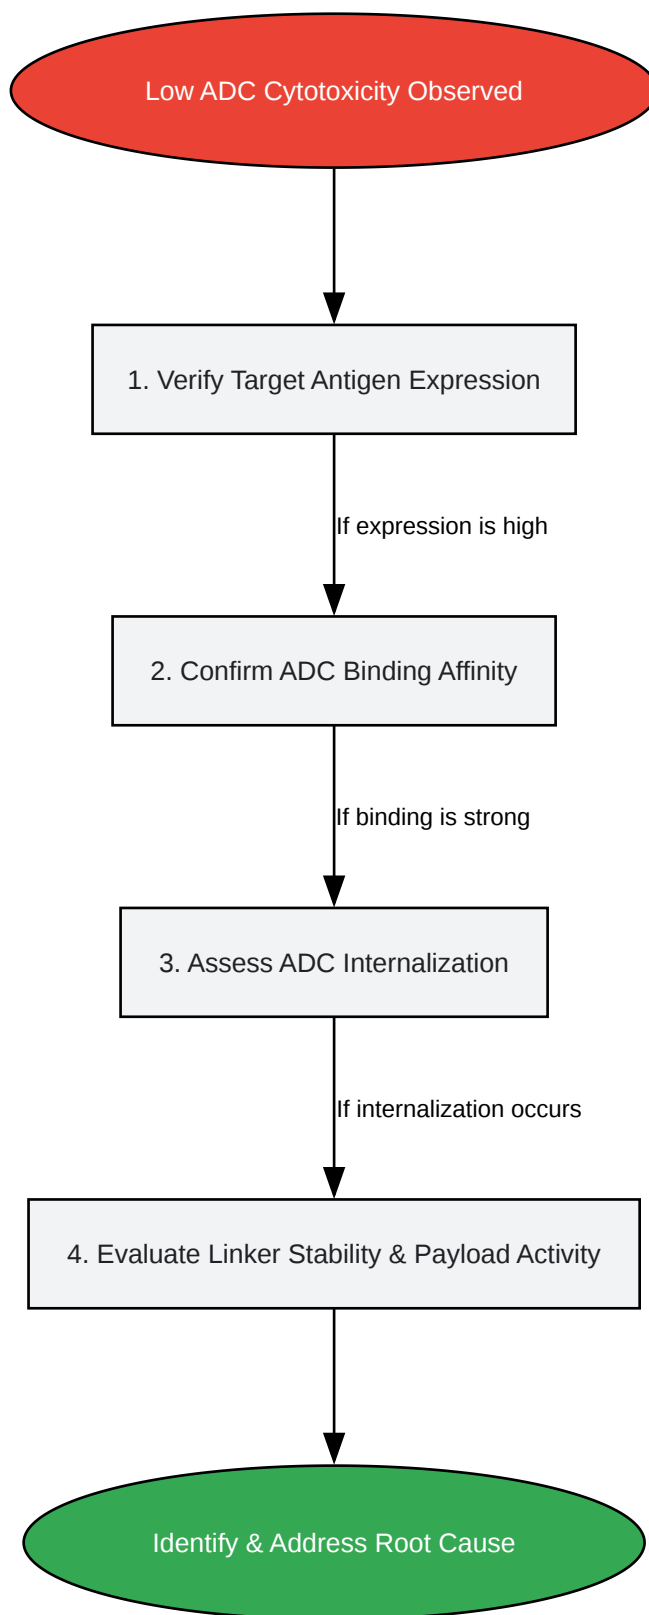 Low ADC Cytotoxicity Observed
1. Verify Target Antigen Expression
If expression is high
2. Confirm ADC Binding Affinity
If binding is strong
3. Assess ADC Internalization
If internalization occurs
4. Evaluate Linker Stability & Payload Activity
Identify & Address Root Cause